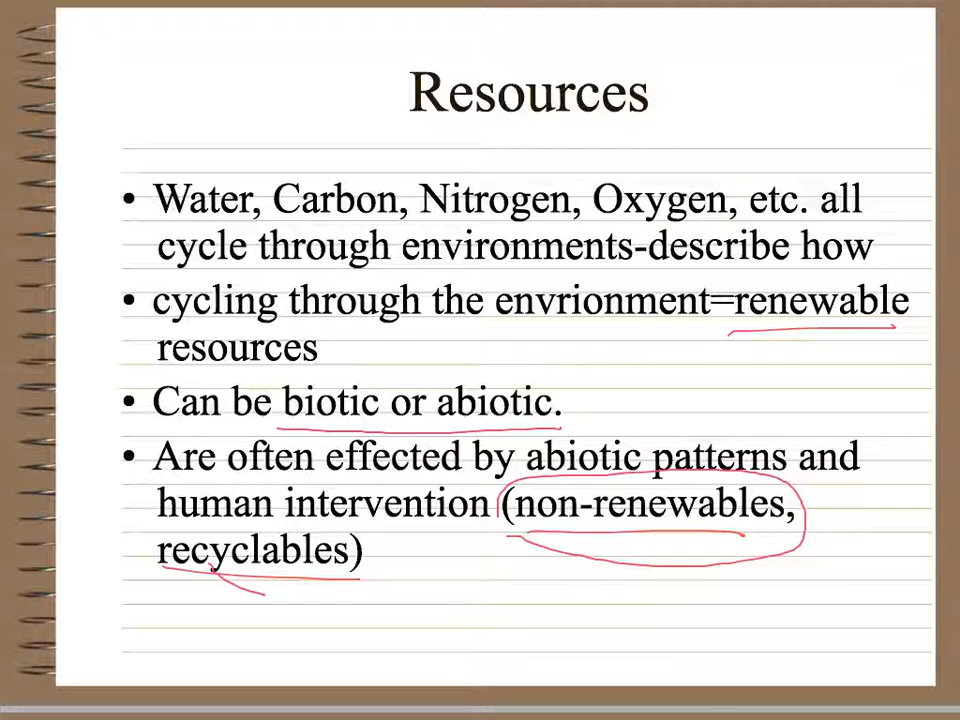 Resources
• Water, Carbon, Nitrogen, Oxygen, etc. all
cycle through environments-describe how
• cycling through the envrionment=renewable
resources
• Can be biotic or abiotic.
• Are often effected by abiotic patterns and
human intervention (non-renewables,
recyclables)